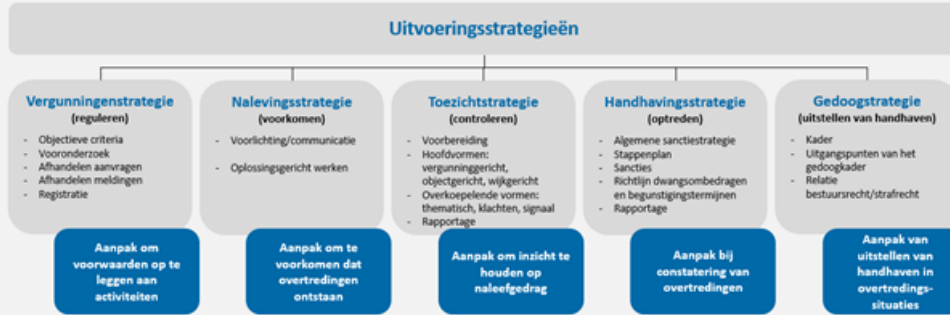 Uitvoeringsstrategieën
Vergunningenstrategie
(reguleren)
- Objectieve criteria
- Vooronderzoek
- Afhandelen aanvragen
- Afhandelen meldingen
- Registratie
Aanpak om
voorwaarden op te
leggen aan
activiteiten
Nalevingsstrategie
(voorkomen)
- Voorlichting/communicatie
- Oplossingsgericht werken
Aanpak om te
voorkomen dat
overtredingen
ontstaan
Toezichtstrategie
(controleren)
- Voorbereiding
- Hoofdvormen:
vergunninggericht,
objectgericht, wijkgericht
- Overkoepelende vormen:
thematisch, klachten, signaal
- Rapportage
Aanpak om inzicht te
houden op
naleefgedrag
Handhavingsstrategie
(optreden)
- Algemene sanctiestrategie
- Stappenplan
- Sancties
- Richtlijn dwangsombedragen
en begunstigingstermijnen
- Rapportage
Aanpak bij
constatering van
overtredingen
Gedoogstrategie
(uitstellen van handhaven)
- Kader
- Uitgangspunten van het
gedoogkader
- Relatie
bestuursrecht/strafrecht
Aanpak van
uitstellen van
handhaven in
overtredings-
situaties